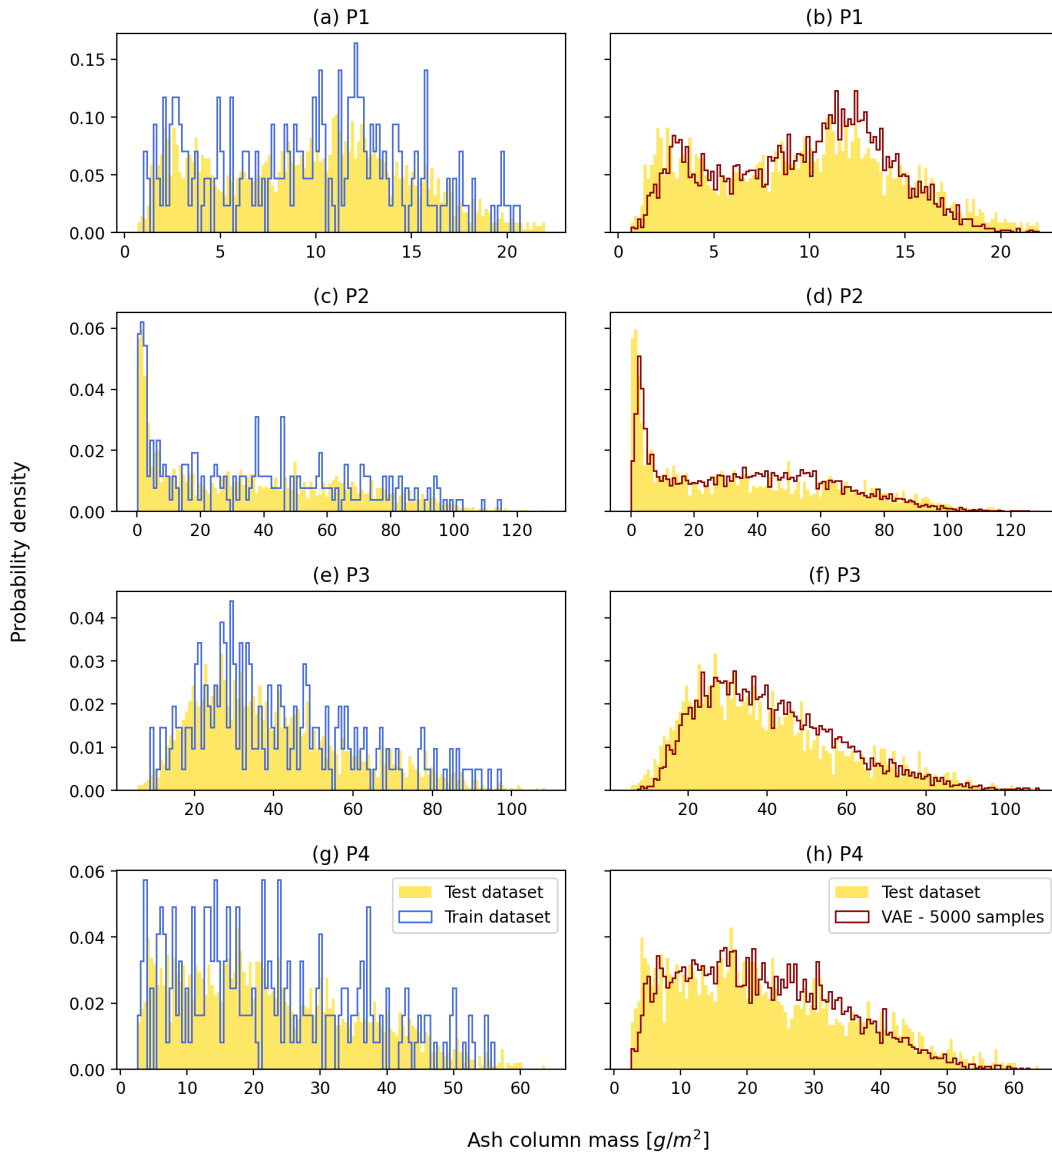 (a) P1
(b) P1
0.15
0.10
0.05
0.00
0 5 10 15 20
0 5 10 15 20
(c) P2
(d) P2
0.06
0.04
0.02
0.00
0 20 40 60 80 100 120
0 20 40 60 80 100 120
Probability density
(e) P3
(f) P3
0.04
0.03
0.02
0.01
0.00
20 40 60 80 100
20 40 60 80 100
(g) P4
(h) P4
0.06
0.04
0.02
0.00
Test dataset
Train dataset
Test dataset
VAE - 5000 samples
0 10 20 30 40 50 60
0 10 20 30 40 50 60
Ash column mass [g/m²]